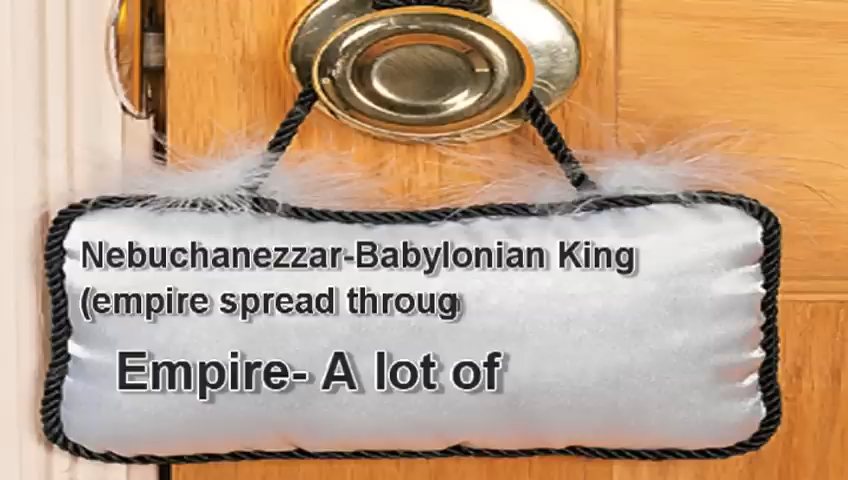 Nebuchanezzar-Babylonian King
(empire spread throug
Empire- A lot of